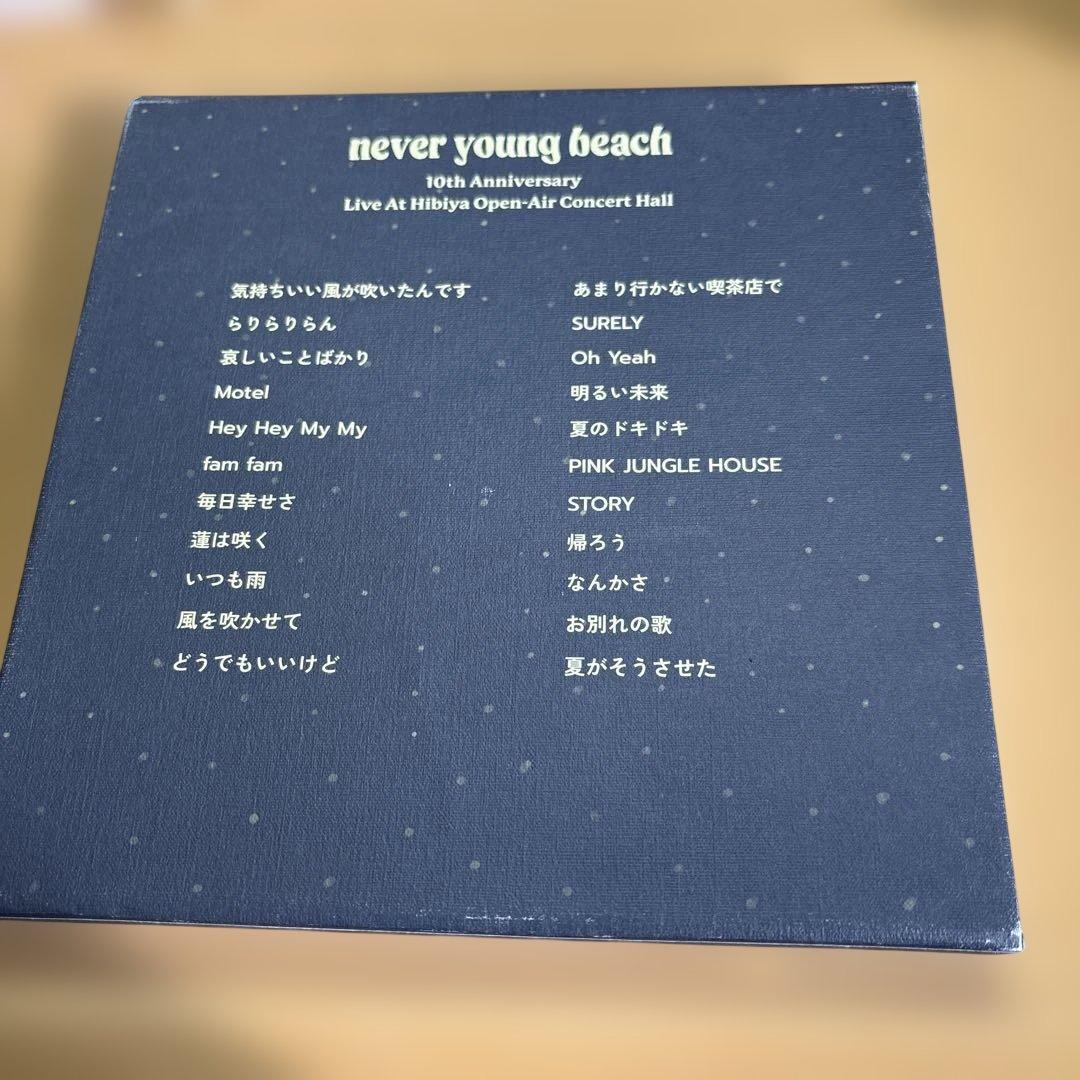 never young beach
10th Anniversary
Live At Hibiya Open-Air Concert Hall
気持ちいい風が吹いたんです
らりらりらん
哀しいことばかり
Motel
Hey Hey My My
fam fam
毎日幸せさ
蓮は咲く
いつも雨
風を吹かせて
どうでもいいけど
あまり行かない喫茶店で
SURELY
Oh Yeah
明るい未来
夏のドキドキ
PINK JUNGLE HOUSE
STORY
帰ろう
なんかさ
お別れの歌
夏がそうさせた